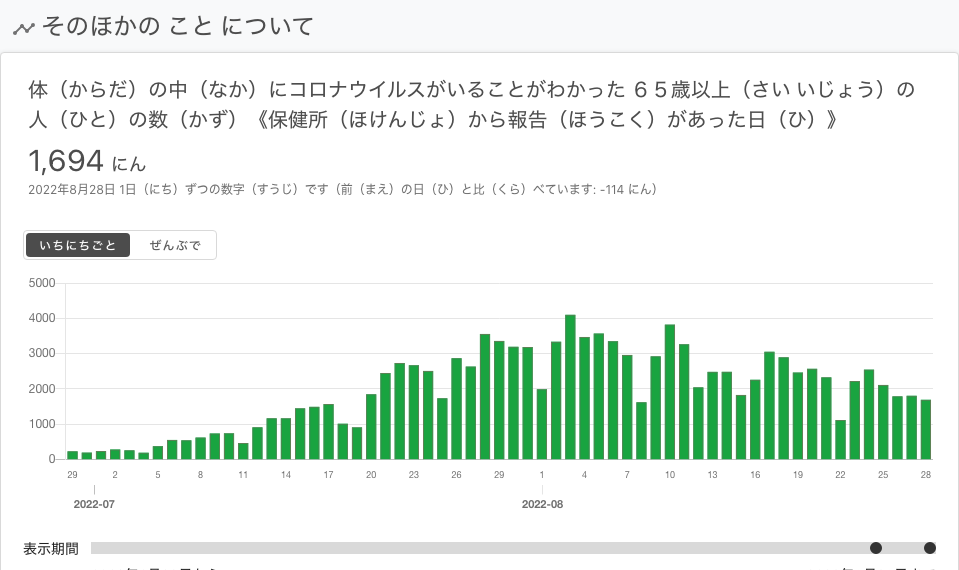 そのほかの こと について
体（からだ）の中（なか）にコロナウイルスがいることがわかった ６５歳以上（さい いじょう）の
人（ひと）の数（かず）《保健所（ほけんじょ）から報告（ほうこく）があった日（ひ）》
1,694 にん
2022年8月28日 1日（にち）ずつの数字（すうじ）です（前（まえ）の日（ひ）と比（くら）べています: -114 にん）
いちにちごと ぜんぶで
5000
4000
3000
2000
1000
0
29 2 5 8 11 14 17 20 23 26 29 1 4 7 10 13 16 19 22 25 28
2022-07 2022-08
表示期間